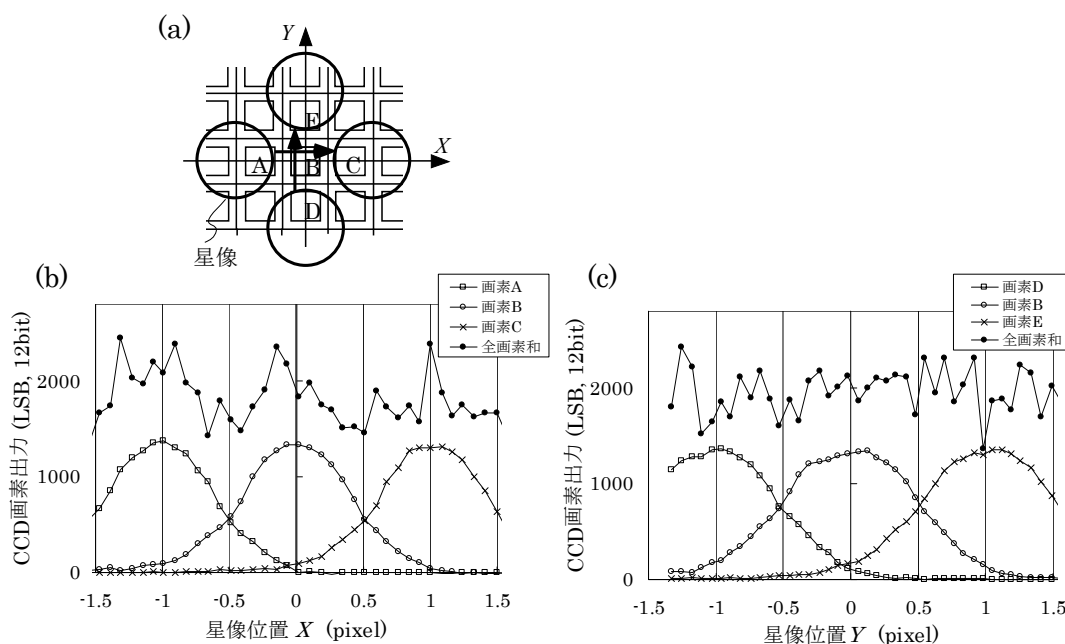 (a)
Y
E
X
A
B
C
D
星像
(b)
画素A
画素B
画素C
全画素和
CCD画素出力 (LSB, 12bit)
2000
1000
0
-1.5 -1 -0.5 0 0.5 1 1.5
星像位置 X (pixel)
(c)
画素D
画素B
画素E
全画素和
CCD画素出力 (LSB, 12bit)
2000
1000
0
-1.5 -1 -0.5 0 0.5 1 1.5
星像位置 Y (pixel)